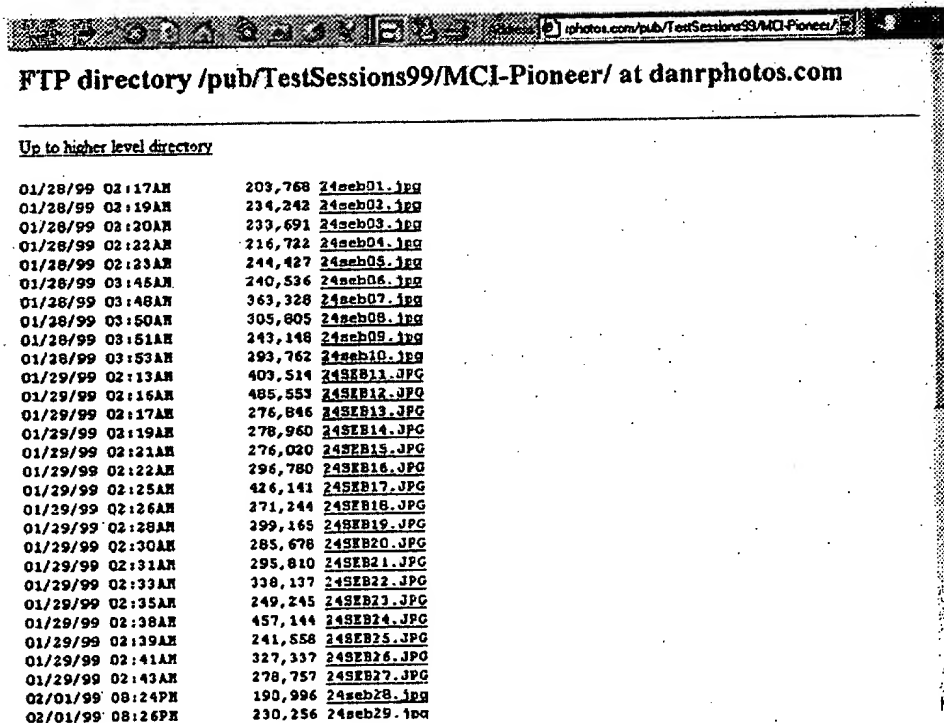 Address rphotos.com/pub/TestSessions99/MCI-Pioneer/
FTP directory /pub/TestSessions99/MCI-Pioneer/ at danrphotos.com
Up to higher level directory
01/28/99 02:17AM 203,768 24seb01.jpg
01/28/99 02:19AM 234,242 24seb02.jpg
01/28/99 02:20AM 233,691 24seb03.jpg
01/28/99 02:22AM 216,722 24seb04.jpg
01/28/99 02:23AM 244,427 24seb05.jpg
01/28/99 03:45AM 240,536 24seb06.jpg
01/28/99 03:48AM 363,328 24seb07.jpg
01/28/99 03:50AM 305,805 24seb08.jpg
01/28/99 03:51AM 243,148 24seb09.jpg
01/28/99 03:53AM 293,762 24seb10.jpg
01/29/99 02:13AM 403,514 24SEB11.JPG
01/29/99 02:16AM 485,553 24SEB12.JPG
01/29/99 02:17AM 276,846 24SEB13.JPG
01/29/99 02:19AM 278,960 24SEB14.JPG
01/29/99 02:21AM 276,020 24SEB15.JPG
01/29/99 02:22AM 296,780 24SEB16.JPG
01/29/99 02:25AM 426,141 24SEB17.JPG
01/29/99 02:26AM 271,244 24SEB18.JPG
01/29/99 02:28AM 299,165 24SEB19.JPG
01/29/99 02:30AM 285,678 24SEB20.JPG
01/29/99 02:31AM 295,810 24SEB21.JPG
01/29/99 02:33AM 338,137 24SEB22.JPG
01/29/99 02:35AM 249,245 24SEB23.JPG
01/29/99 02:38AM 457,144 24SEB24.JPG
01/29/99 02:39AM 241,558 24SEB25.JPG
01/29/99 02:41AM 327,337 24SEB26.JPG
01/29/99 02:43AM 278,757 24SEB27.JPG
02/01/99 08:24PM 190,996 24seb28.jpg
02/01/99 08:26PM 230,256 24seb29.jpg